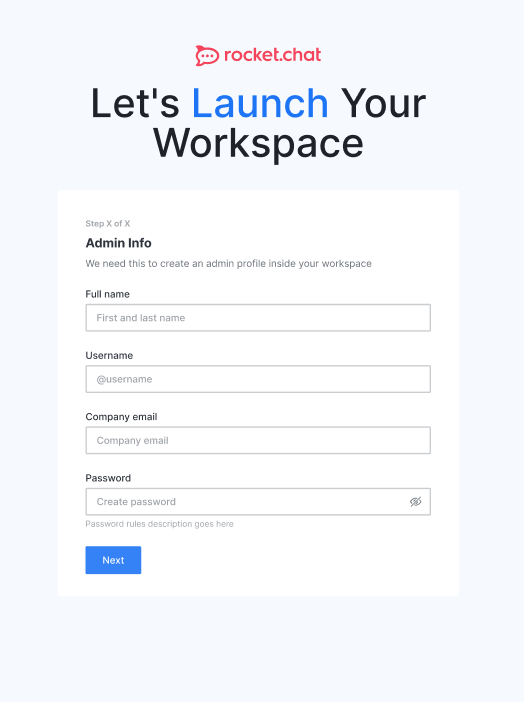 rocket.chat
Let's Launch Your
Workspace
Step X of X
Admin Info
We need this to create an admin profile inside your workspace
Full name
First and last name
Username
@username
Company email
Company email
Password
Create password
Password rules description goes here
Next